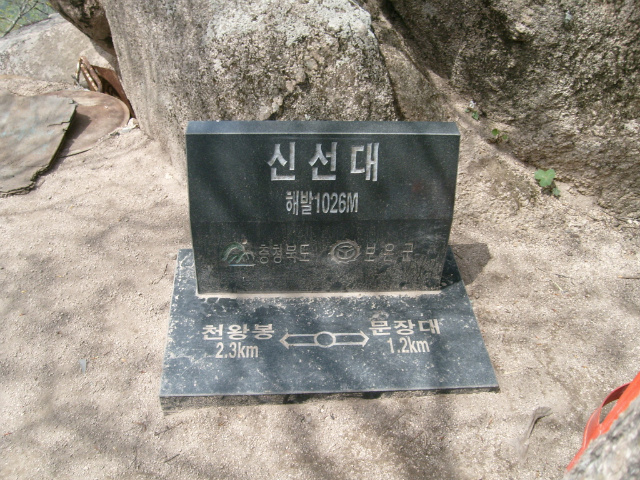 신선대
해발1026M
충청북도 보은군
천왕봉 문장대
2.3km 1.2km